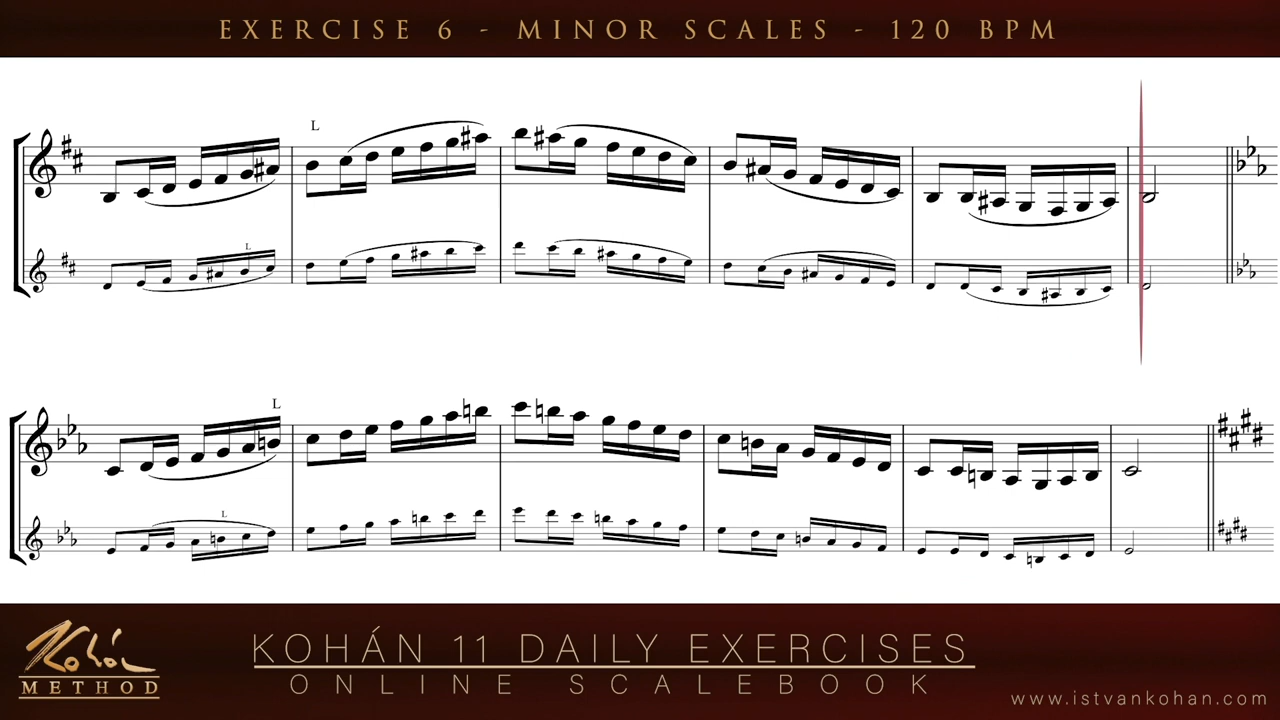 EXERCISE 6 - MINOR SCALES - 120 BPM
L
L
L
L
Kohán
METHOD
KOHÁN 11 DAILY EXERCISES
ONLINE SCALEBOOK
www.istvankohan.com